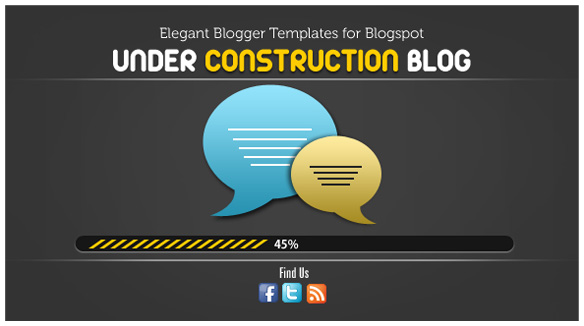 Elegant Blogger Templates for Blogspot
UNDER CONSTRUCTION BLOG
45%
Find Us